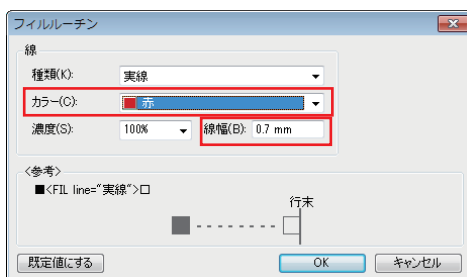 フィルルーチン
線
種類(K): 実線
カラー(C): 赤
濃度(S): 100% 線幅(B): 0.7 mm
<参考>
■<FIL line="実線">□
行末
既定値にする OK キャンセル